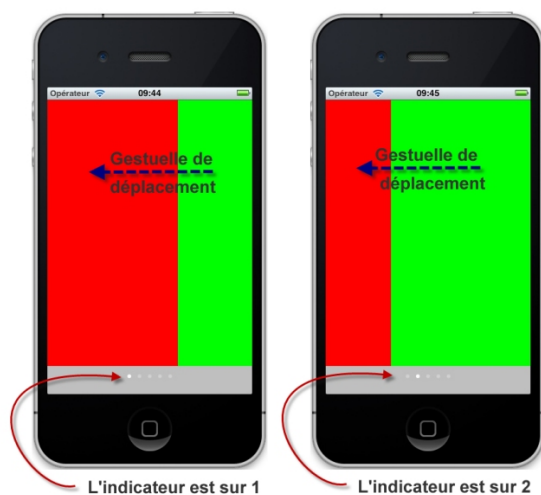 Opérateur 09:44
Gestuelle de
déplacement
L'indicateur est sur 1
Opérateur 09:45
Gestuelle de
déplacement
L'indicateur est sur 2